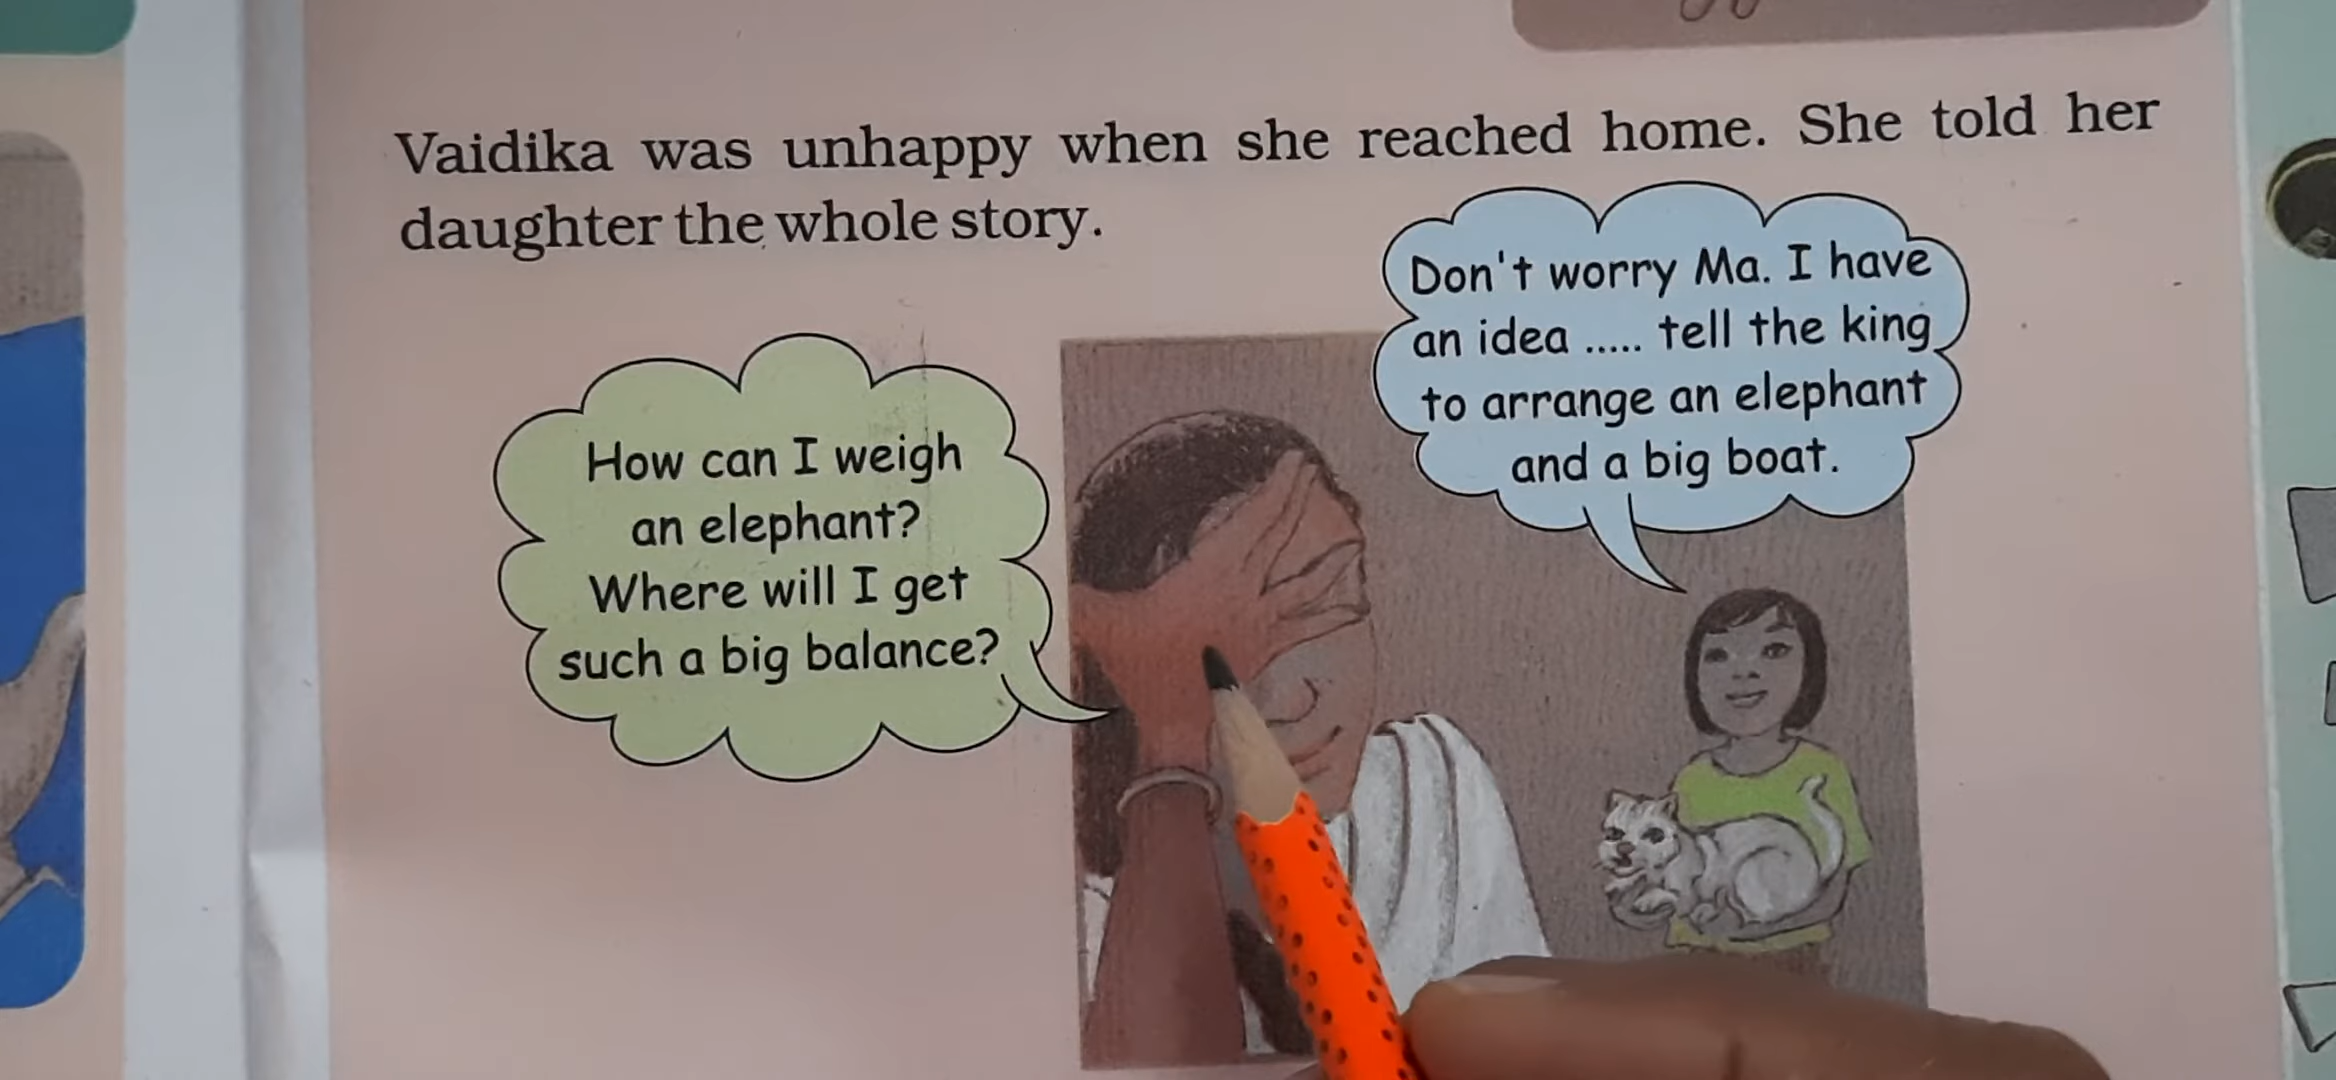 Vaidika was unhappy when she reached home. She told her
daughter the whole story.
How can I weigh
an elephant?
Where will I get
such a big balance?
Don't worry Ma. I have
an idea ..... tell the king
to arrange an elephant
and a big boat.